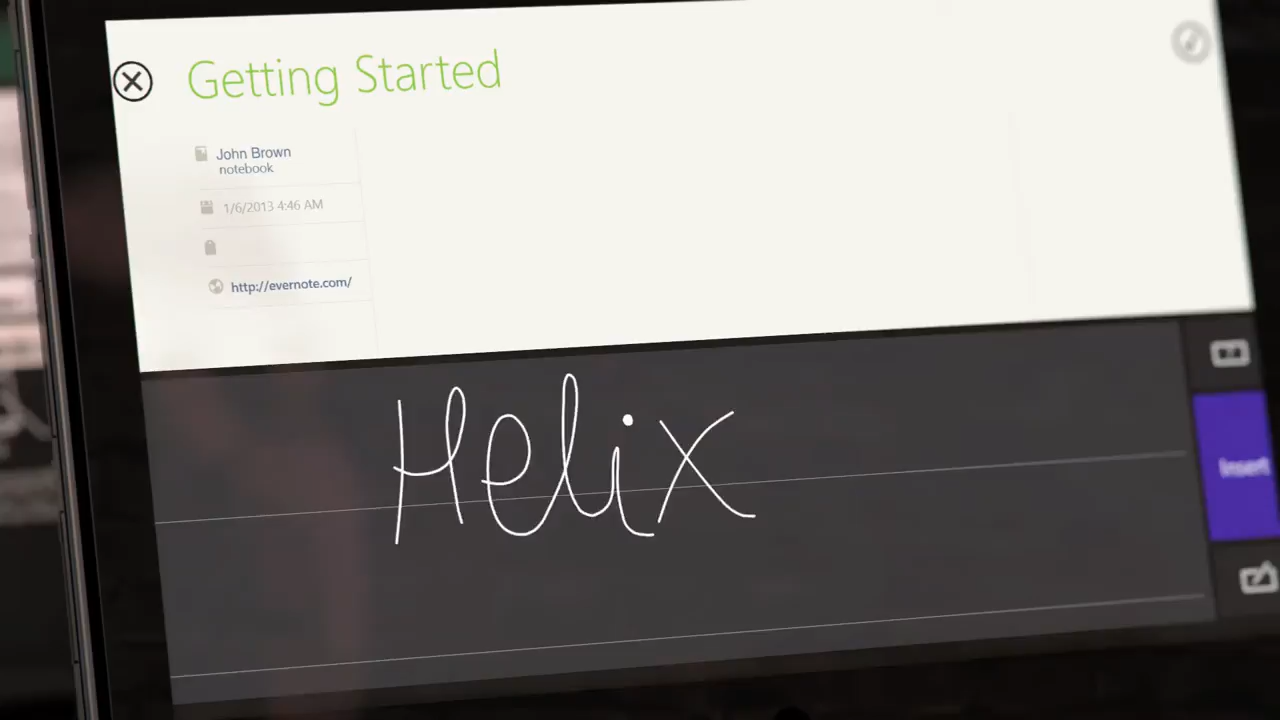 Getting Started
John Brown
notebook
1/6/2013 4:46 AM
http://evernote.com/
Helix
Insert